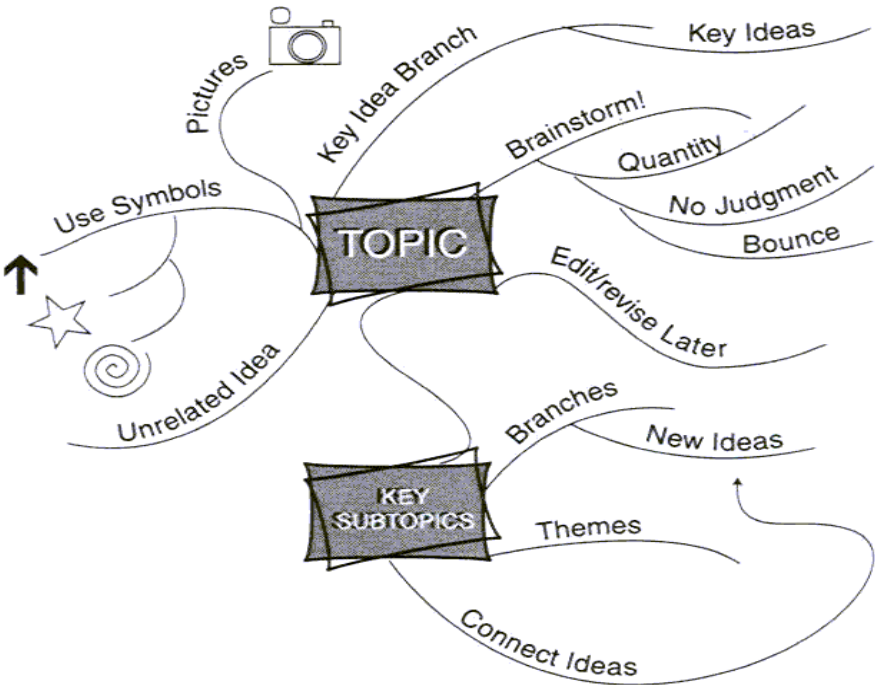 Pictures
Key Idea Branch
Key Ideas
Brainstorm!
Quantity
No Judgment
Bounce
Use Symbols
TOPIC
Edit/revise Later
Unrelated Idea
Branches
New Ideas
KEY
SUBTOPICS
Themes
Connect Ideas